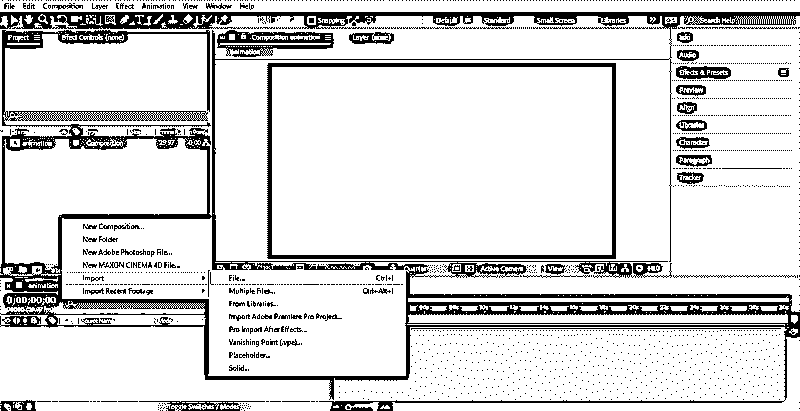 File Edit Composition Layer Effect Animation View Window Help
Snapping Default Standard Small Screen Libraries Search Help
Project Effect Controls (none)
Composition animation Layer (none)
animation
Info
Audio
Effects & Presets
Preview
Align
Libraries
Character
Paragraph
Tracker
animation Composition 29.97
New Composition...
New Folder
New Adobe Photoshop File...
New MAXON CINEMA 4D File...
Import
Import Recent Footage
File... Ctrl+I
Multiple Files... Ctrl+Alt+I
From Libraries...
Import Adobe Premiere Pro Project...
Pro Import After Effects...
Vanishing Point (.vpe)...
Placeholder...
Solid...
Quarter Active Camera 1 View
animation
0;00;00;00
Toggle Switches / Modes